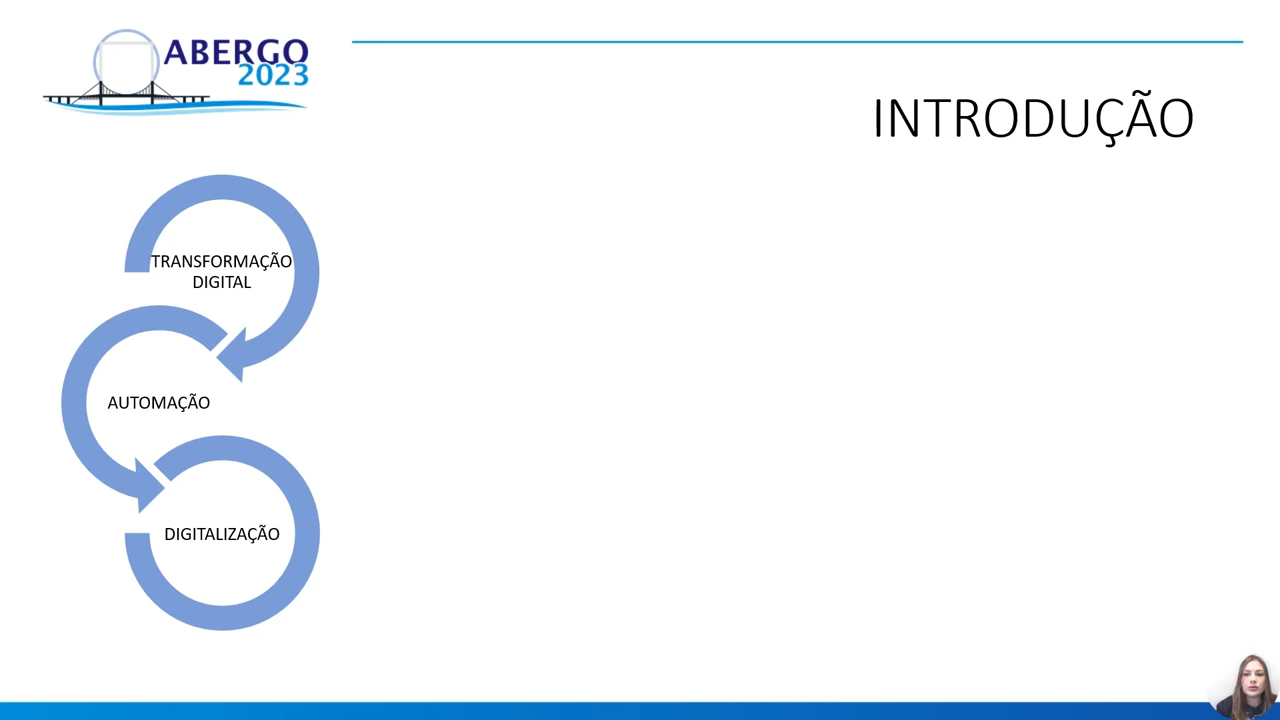 ABERGO
2023
INTRODUÇÃO
TRANSFORMAÇÃO
DIGITAL
AUTOMAÇÃO
DIGITALIZAÇÃO